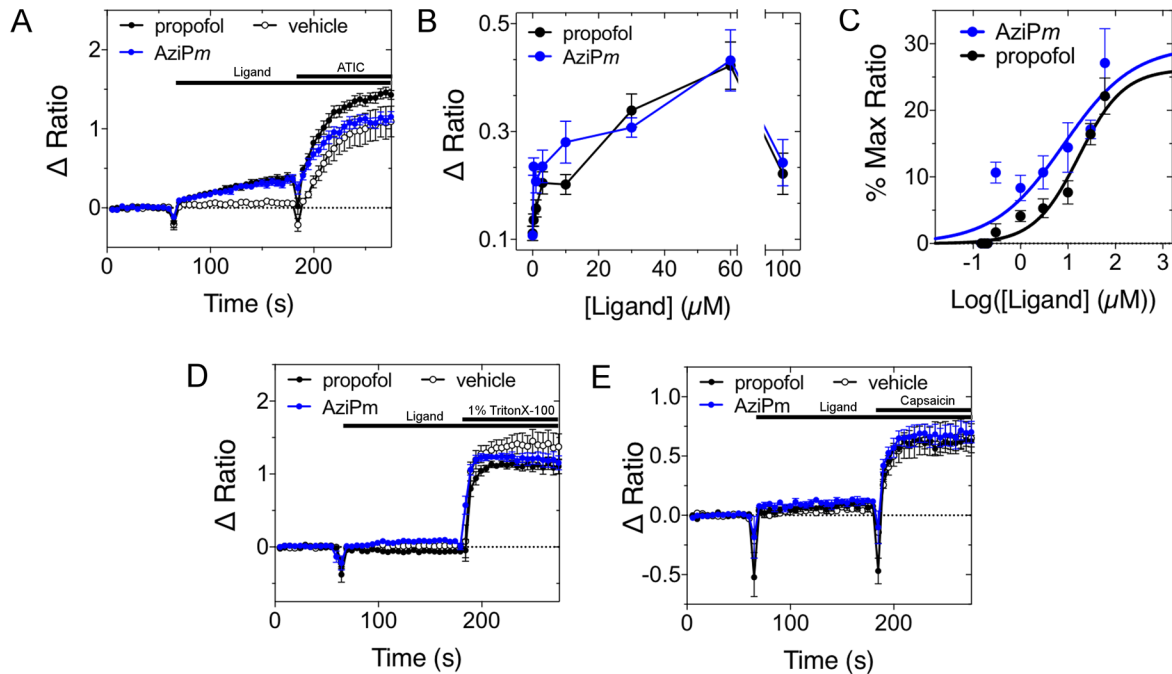 A
propofol vehicle
AziPm
Ligand
ATIC
Δ Ratio
2
1
0
0 100 200
Time (s)
B
propofol
AziPm
Δ Ratio
0.5
0.3
0.1
0 20 40 60 100
[Ligand] (µM)
C
AziPm
propofol
% Max Ratio
30
20
10
0
-1 0 1 2 3
Log([Ligand] (µM))
D
propofol vehicle
AziPm
Ligand
1% TritonX-100
Δ Ratio
2
1
0
0 100 200
Time (s)
E
propofol vehicle
AziPm
Ligand
Capsaicin
Δ Ratio
1.0
0.5
0.0
-0.5
0 100 200
Time (s)